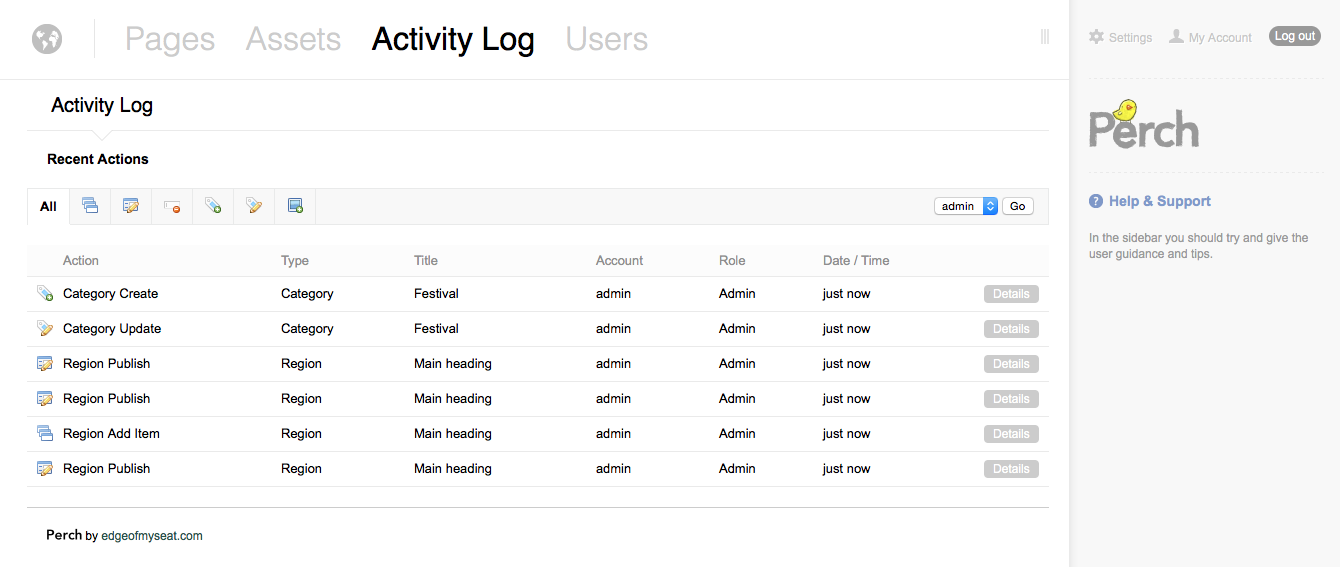 Pages Assets Activity Log Users
Settings My Account Log out
Activity Log
Recent Actions
All admin Go
Action Type Title Account Role Date / Time
Category Create Category Festival admin Admin just now Details
Category Update Category Festival admin Admin just now Details
Region Publish Region Main heading admin Admin just now Details
Region Publish Region Main heading admin Admin just now Details
Region Add Item Region Main heading admin Admin just now Details
Region Publish Region Main heading admin Admin just now Details
Perch by edgeofmyseat.com
Perch
? Help & Support
In the sidebar you should try and give the
user guidance and tips.